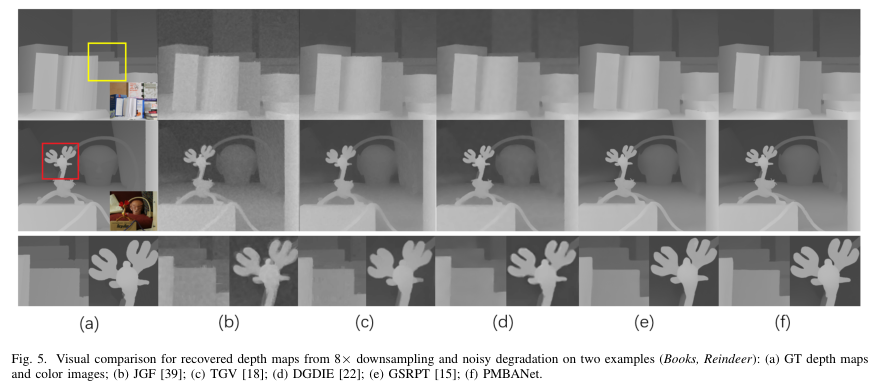 (a) (b) (c) (d) (e) (f)
Fig. 5. Visual comparison for recovered depth maps from 8× downsampling and noisy degradation on two examples (Books, Reindeer): (a) GT depth maps
and color images; (b) JGF [39]; (c) TGV [18]; (d) DGDIE [22]; (e) GSRPT [15]; (f) PMBANet.